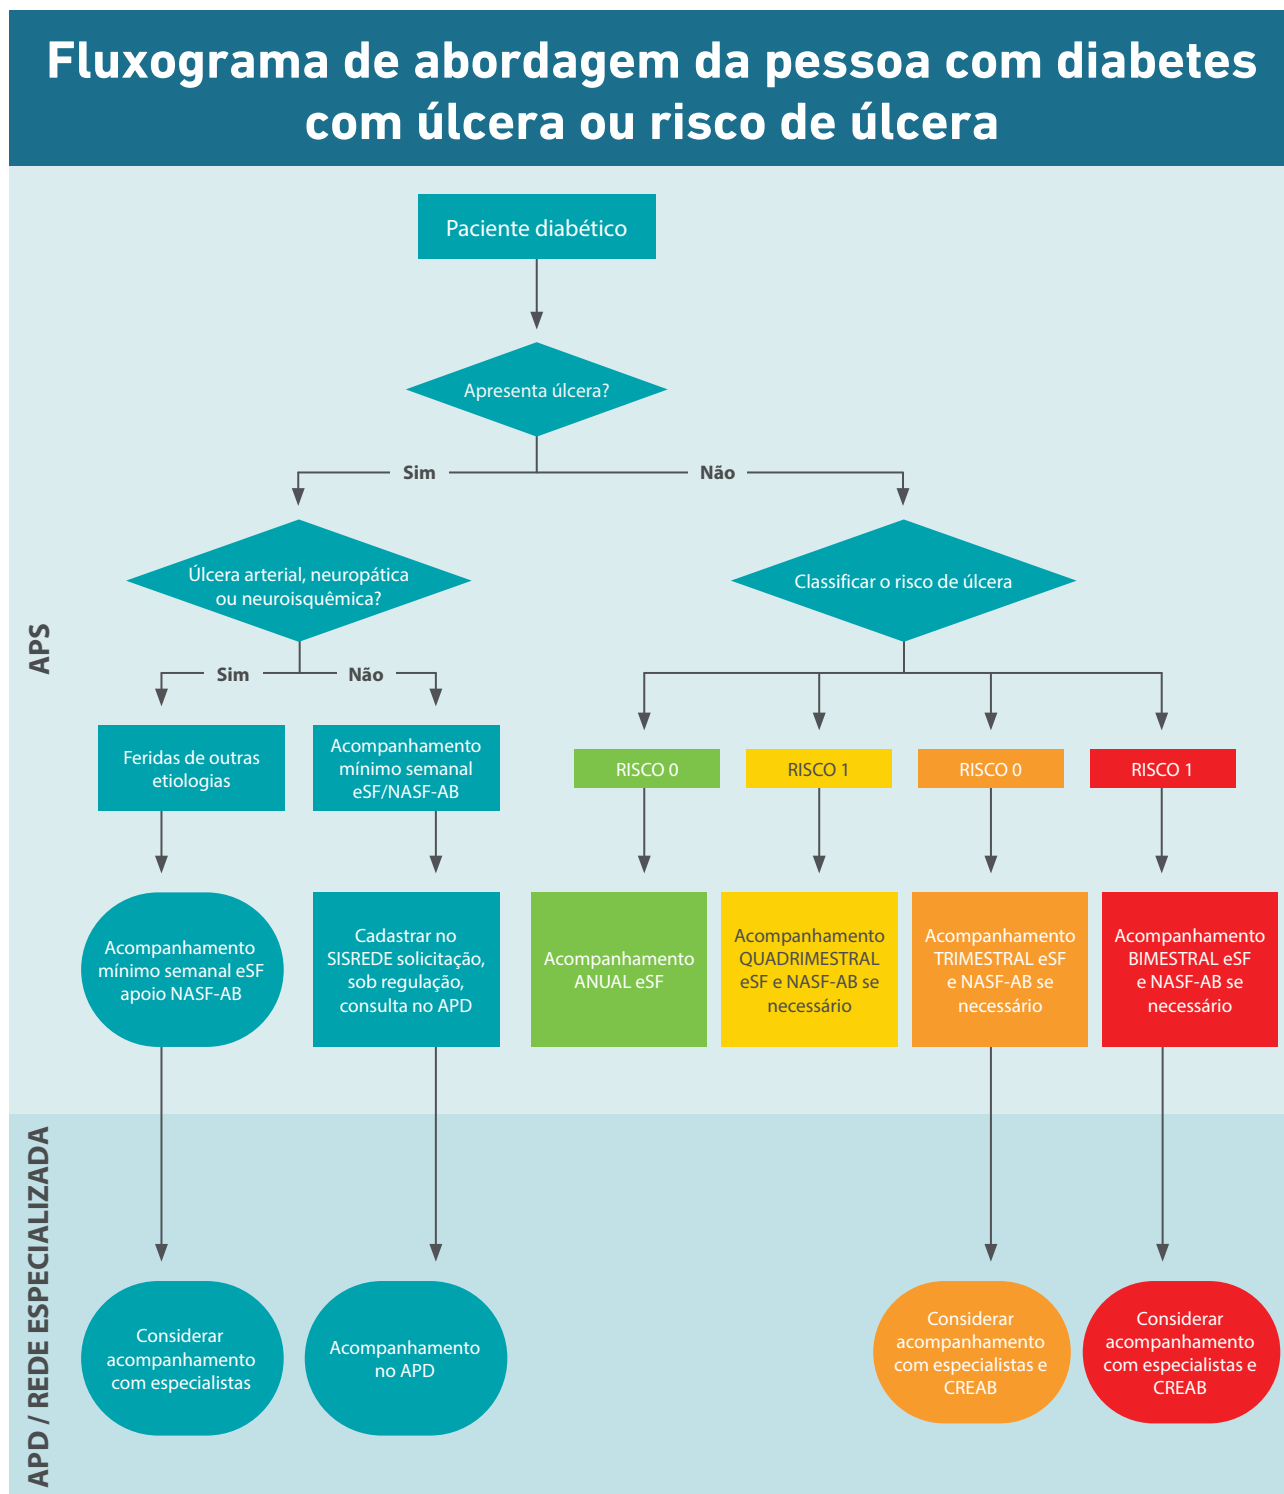 Fluxograma de abordagem da pessoa com diabetes
com úlcera ou risco de úlcera
Paciente diabético
Apresenta úlcera?
Sim
Não
Úlcera arterial, neuropática
ou neuroisquêmica?
Classificar o risco de úlcera
APS
Sim
Não
Feridas de outras
etiologias
Acompanhamento
mínimo semanal
eSF/NASF-AB
RISCO 0
RISCO 1
RISCO 0
RISCO 1
Acompanhamento
mínimo semanal eSF
apoio NASF-AB
Cadastrar no
SISREDE solicitação,
sob regulação,
consulta no APD
Acompanhamento
ANUAL eSF
Acompanhamento
QUADRIMESTRAL
eSF e NASF-AB se
necessário
Acompanhamento
TRIMESTRAL eSF
e NASF-AB se
necessário
Acompanhamento
BIMESTRAL eSF
e NASF-AB se
necessário
APD / REDE ESPECIALIZADA
Considerar
acompanhamento
com especialistas
Acompanhamento
no APD
Considerar
acompanhamento
com especialistas e
CREAB
Considerar
acompanhamento
com especialistas e
CREAB